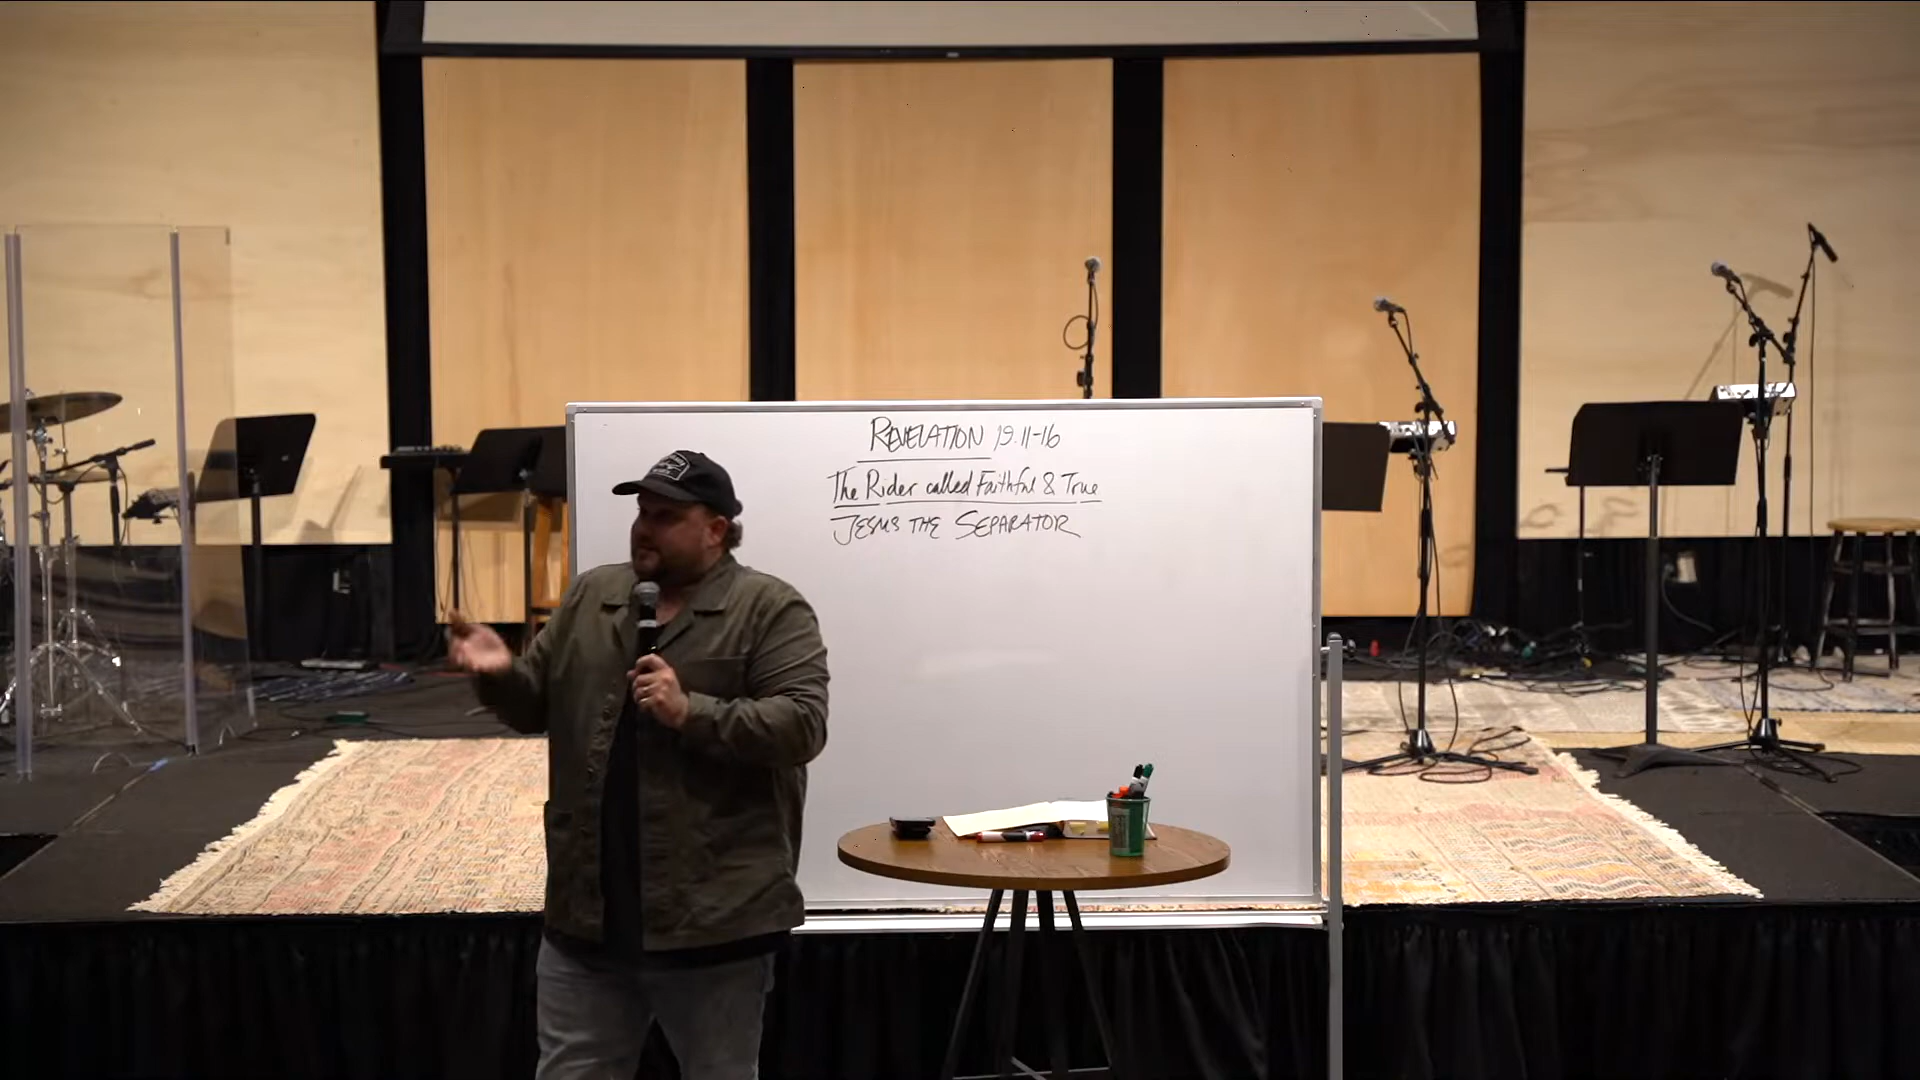 REVELATION 19:11-16
The Rider called Faithful & True
JESUS THE SEPARATOR